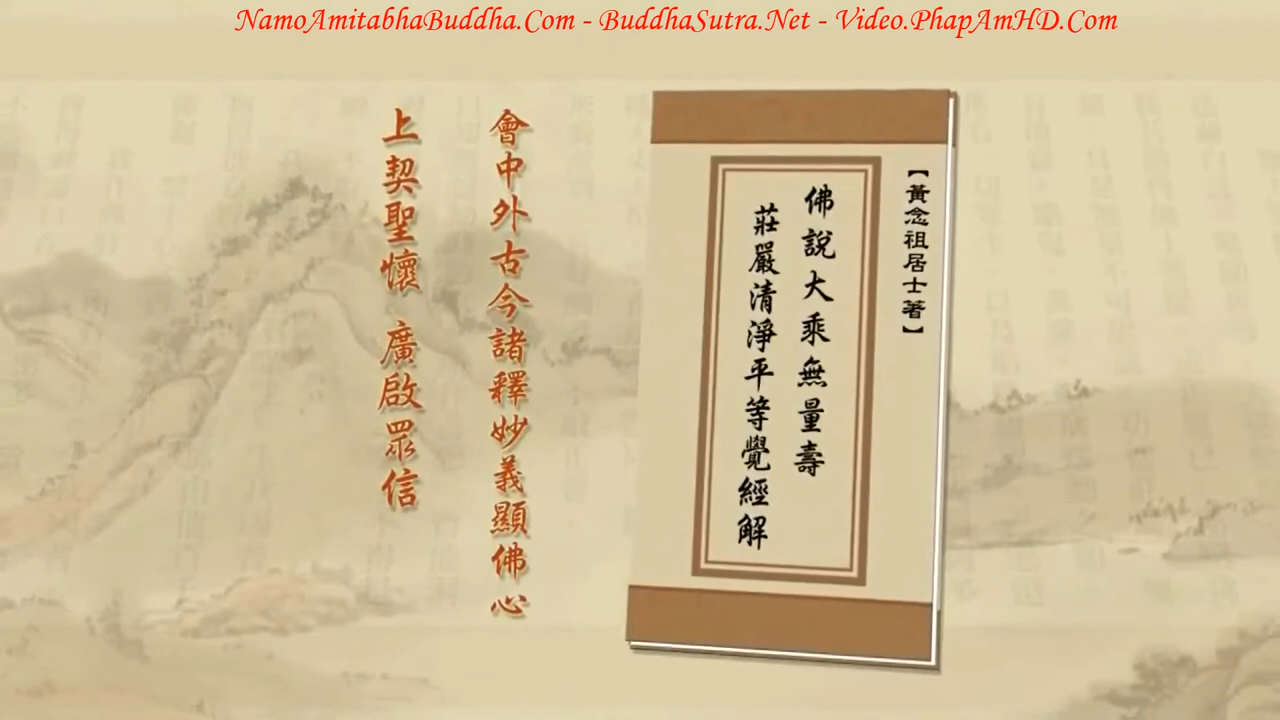 NamoAmitabhaBuddha.Com - BuddhaSutra.Net - Video.PhapAmHD.Com
【黃念祖居士著】
佛說大乘無量壽
莊嚴清淨平等覺經解
會中外古今諸釋妙義顯佛心
上契聖懷 廣啟眾信